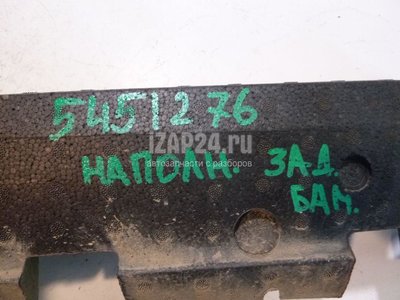 5451276
IZAP24.ru
автозапчасти с разборов
НАПОЛН. ЗАД.
БАМ.